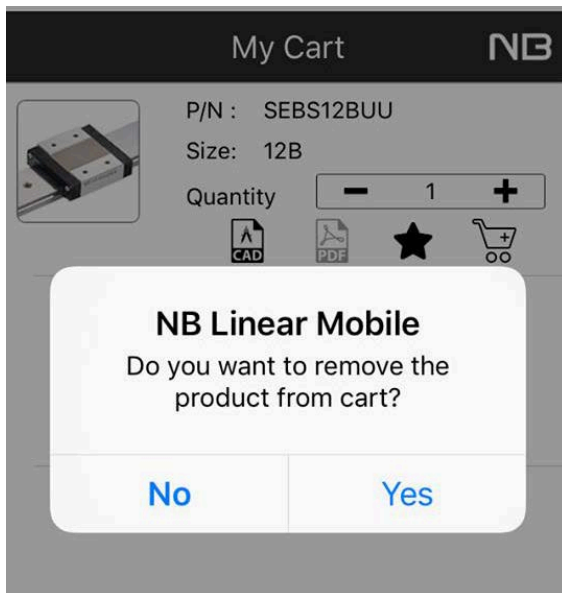 My Cart NB
P/N : SEBS12BUU
Size: 12B
Quantity 1
CAD PDF
NB Linear Mobile
Do you want to remove the
product from cart?
No Yes